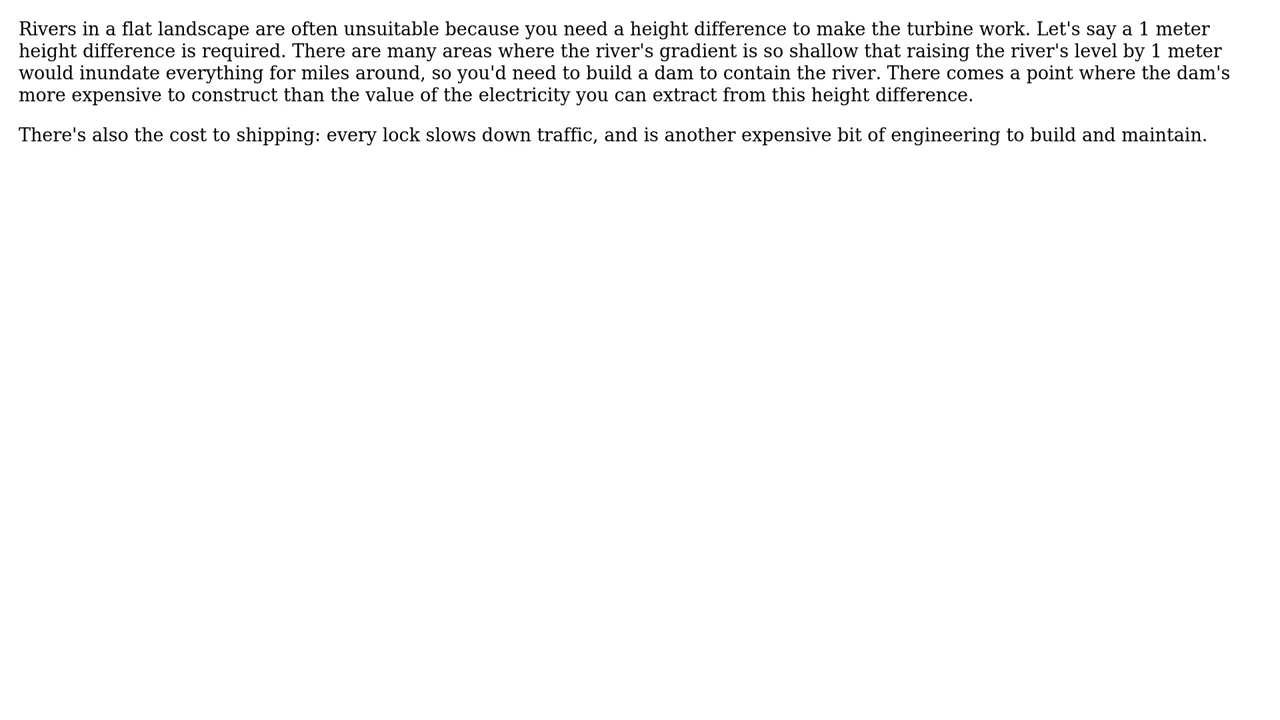 Rivers in a flat landscape are often unsuitable because you need a height difference to make the turbine work. Let's say a 1 meter
height difference is required. There are many areas where the river's gradient is so shallow that raising the river's level by 1 meter
would inundate everything for miles around, so you'd need to build a dam to contain the river. There comes a point where the dam's
more expensive to construct than the value of the electricity you can extract from this height difference.
There's also the cost to shipping: every lock slows down traffic, and is another expensive bit of engineering to build and maintain.